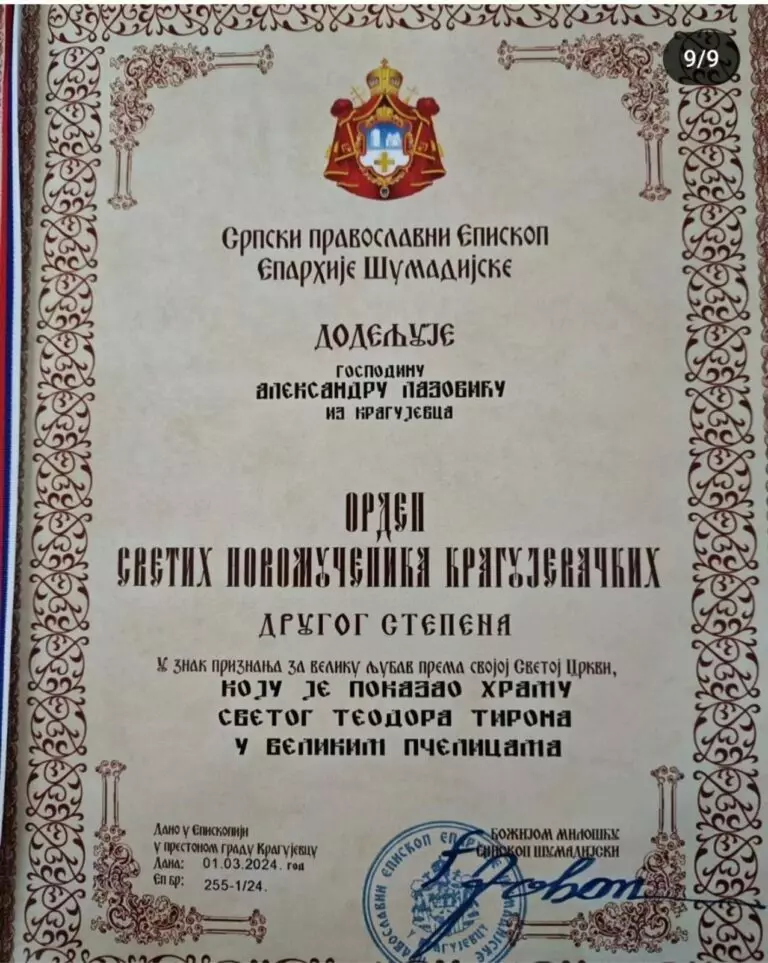 9/9
Српски православни Епископ
Епархије Шумадијске
додељује
господину
Александру Лазовићу
из Крагујевца
Орден
Светих Новомученика Крагујевачких
другог степена
У знак признања за велику љубав према својој Светој Цркви,
коју је показао храму
Светог Теодора Тирона
у Великим Пчелицама
Дано у Епископији
у престоном граду Крагујевцу
Дана: 01.03.2024. год
Еп бр: 255-1/24.
Божијом милошћу
Епископ Шумадијски